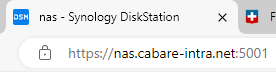 DSM nas - Synology DiskStation F
https://nas.cabare-intra.net:5001